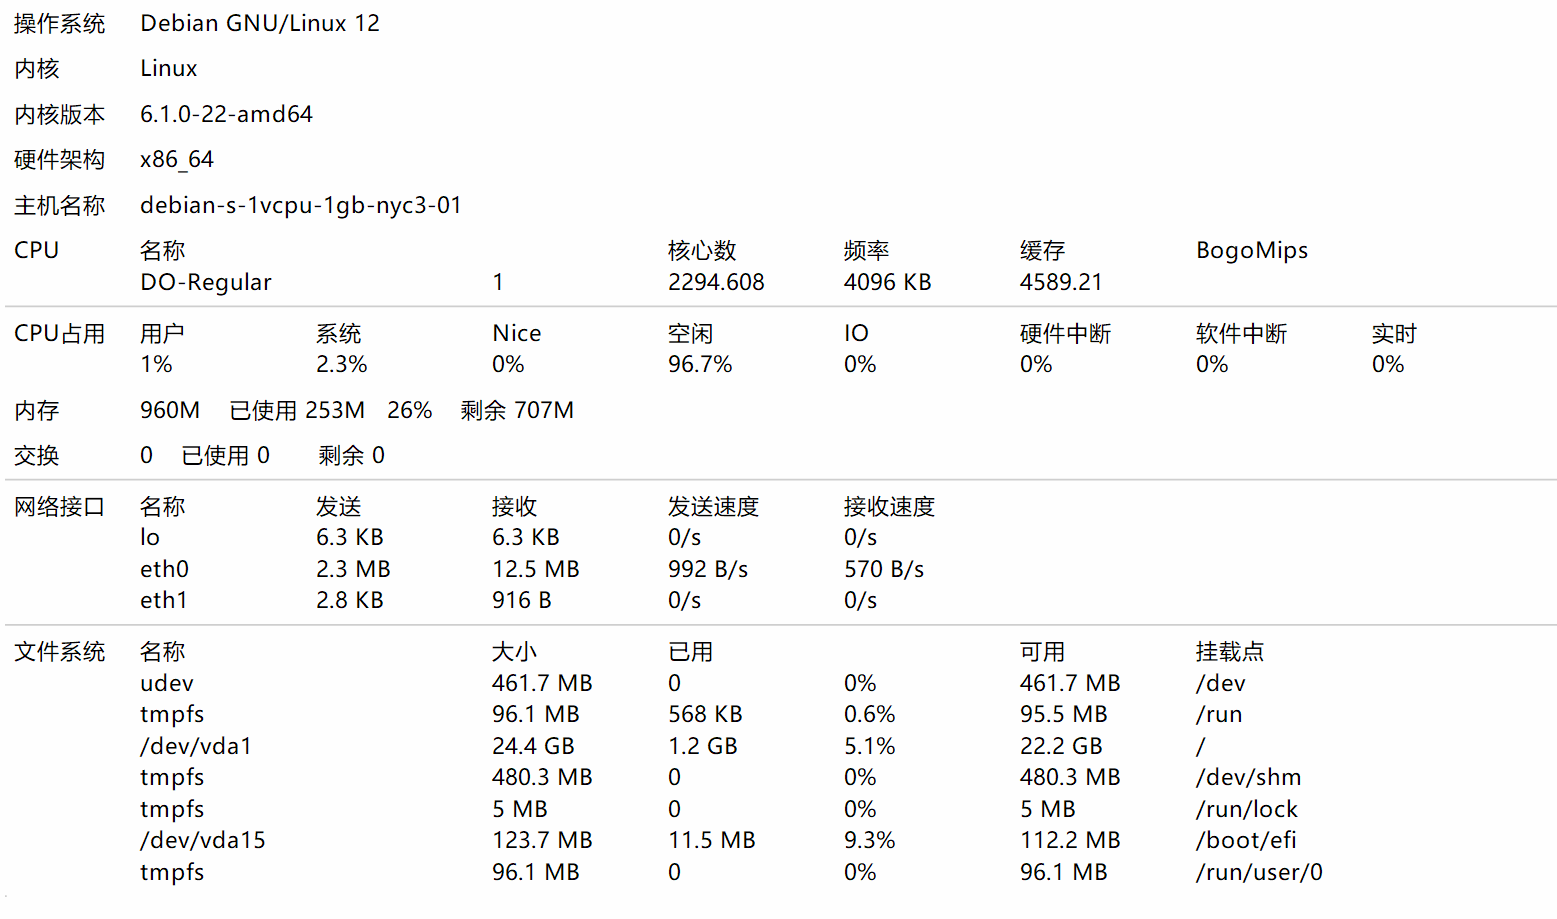 操作系统 Debian GNU/Linux 12
内核 Linux
内核版本 6.1.0-22-amd64
硬件架构 x86_64
主机名称 debian-s-1vcpu-1gb-nyc3-01
CPU 名称 核心数 频率 缓存 BogoMips
DO-Regular 1 2294.608 4096 KB 4589.21
CPU占用 用户 系统 Nice 空闲 IO 硬件中断 软件中断 实时
1% 2.3% 0% 96.7% 0% 0% 0% 0%
内存 960M 已使用 253M 26% 剩余 707M
交换 0 已使用 0 剩余 0
网络接口 名称 发送 接收 发送速度 接收速度
lo 6.3 KB 6.3 KB 0/s 0/s
eth0 2.3 MB 12.5 MB 992 B/s 570 B/s
eth1 2.8 KB 916 B 0/s 0/s
文件系统 名称 大小 已用 可用 挂载点
udev 461.7 MB 0 0% 461.7 MB /dev
tmpfs 96.1 MB 568 KB 0.6% 95.5 MB /run
/dev/vda1 24.4 GB 1.2 GB 5.1% 22.2 GB /
tmpfs 480.3 MB 0 0% 480.3 MB /dev/shm
tmpfs 5 MB 0 0% 5 MB /run/lock
/dev/vda15 123.7 MB 11.5 MB 9.3% 112.2 MB /boot/efi
tmpfs 96.1 MB 0 0% 96.1 MB /run/user/0